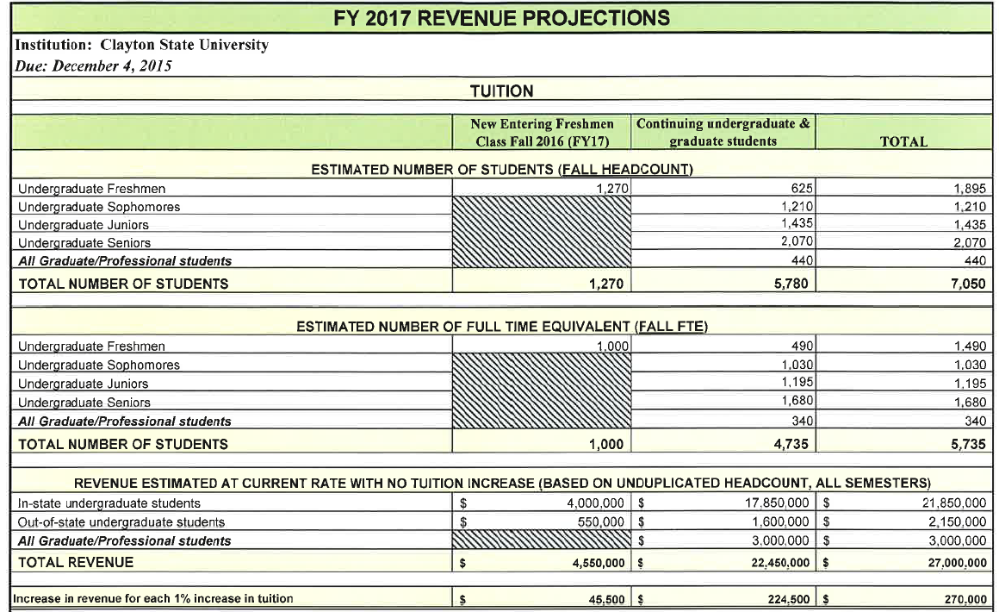 FY 2017 REVENUE PROJECTIONS
Institution: Clayton State University
Due: December 4, 2015
TUITION
New Entering Freshmen Class Fall 2016 (FY17) Continuing undergraduate & graduate students TOTAL
ESTIMATED NUMBER OF STUDENTS (FALL HEADCOUNT)
Undergraduate Freshmen 1,270 625 1,895
Undergraduate Sophomores 1,210 1,210
Undergraduate Juniors 1,435 1,435
Undergraduate Seniors 2,070 2,070
All Graduate/Professional students 440 440
TOTAL NUMBER OF STUDENTS 1,270 5,780 7,050
ESTIMATED NUMBER OF FULL TIME EQUIVALENT (FALL FTE)
Undergraduate Freshmen 1,000 490 1,490
Undergraduate Sophomores 1,030 1,030
Undergraduate Juniors 1,195 1,195
Undergraduate Seniors 1,680 1,680
All Graduate/Professional students 340 340
TOTAL NUMBER OF STUDENTS 1,000 4,735 5,735
REVENUE ESTIMATED AT CURRENT RATE WITH NO TUITION INCREASE (BASED ON UNDUPLICATED HEADCOUNT, ALL SEMESTERS)
In-state undergraduate students $ 4,000,000 $ 17,850,000 $ 21,850,000
Out-of-state undergraduate students $ 550,000 $ 1,600,000 $ 2,150,000
All Graduate/Professional students $ 3,000,000 $ 3,000,000
TOTAL REVENUE $ 4,550,000 $ 22,450,000 $ 27,000,000
Increase in revenue for each 1% increase in tuition $ 45,500 $ 224,500 $ 270,000